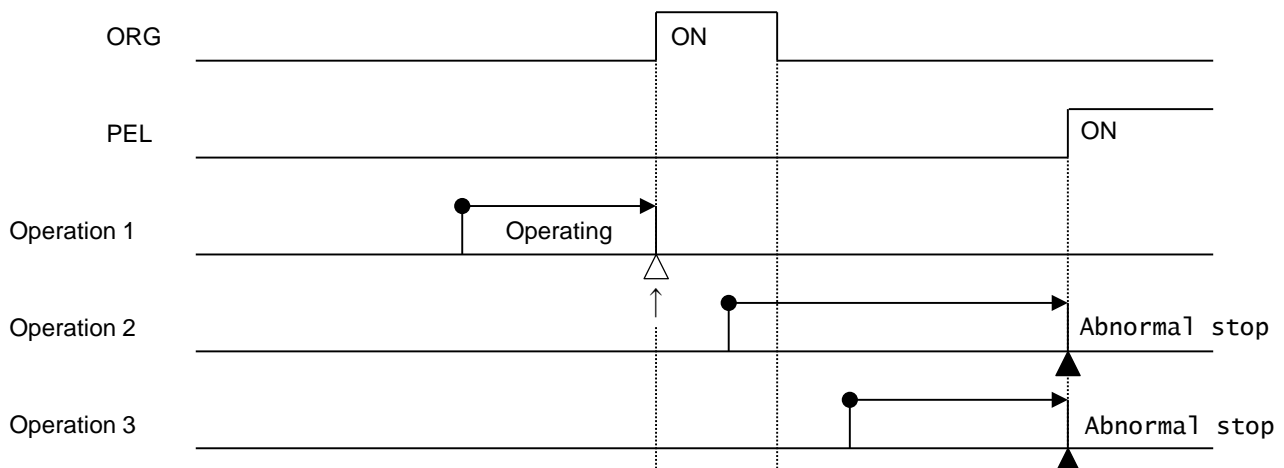 ORG
ON
PEL
ON
Operation 1
Operating
Operation 2
Abnormal stop
Operation 3
Abnormal stop